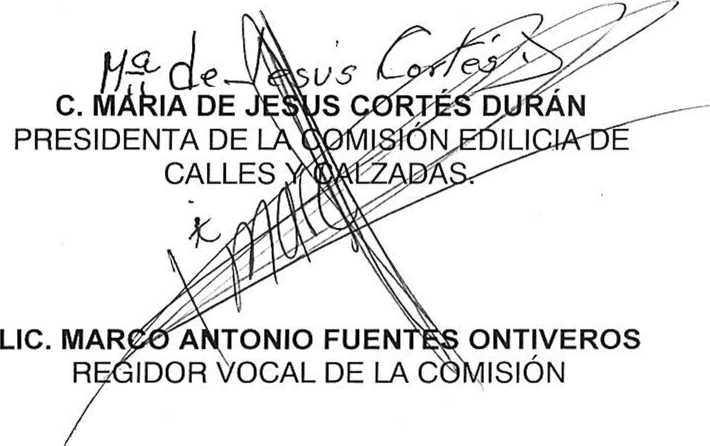 Mª de Jesús Cortés D
C. MARIA DE JESUS CORTÉS DURÁN
PRESIDENTA DE LA COMISIÓN EDILICIA DE
CALLES Y CALZADAS.
LIC. MARCO ANTONIO FUENTES ONTIVEROS
REGIDOR VOCAL DE LA COMISIÓN